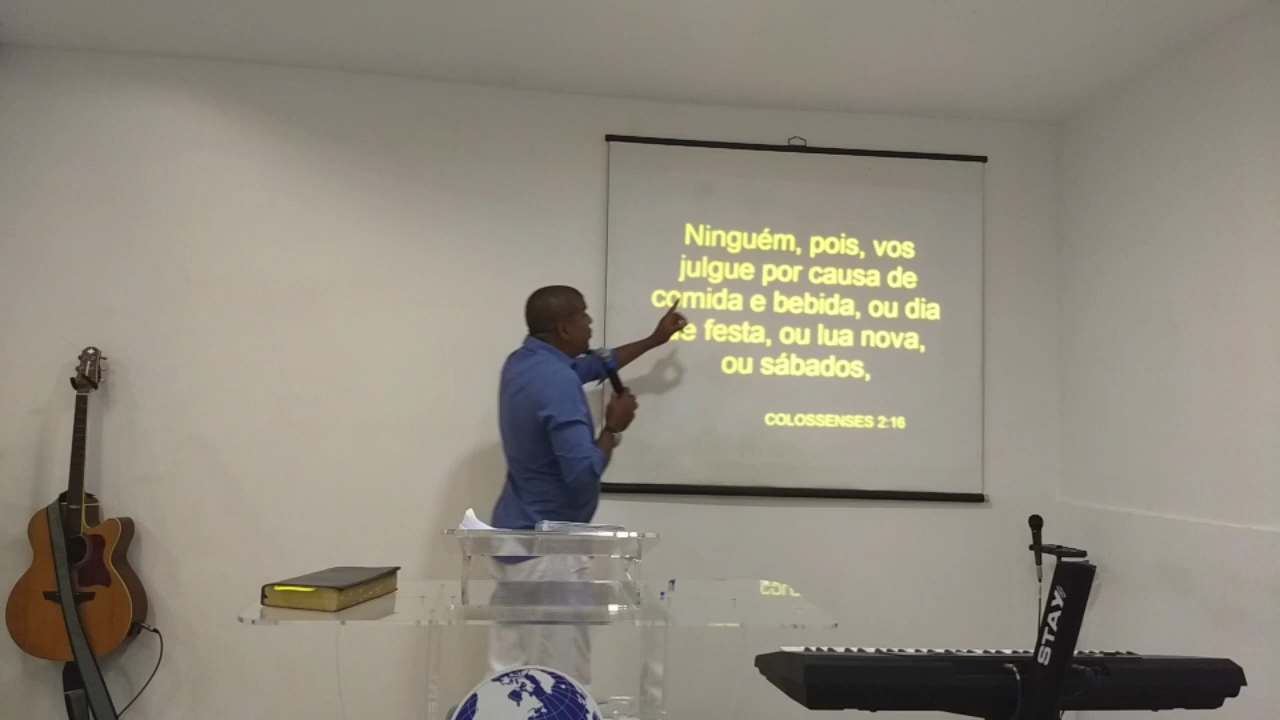 Ninguém, pois, vos
julgue por causa de
comida e bebida, ou dia
de festa, ou lua nova,
ou sábados,
COLOSSENSES 2:16
STAY